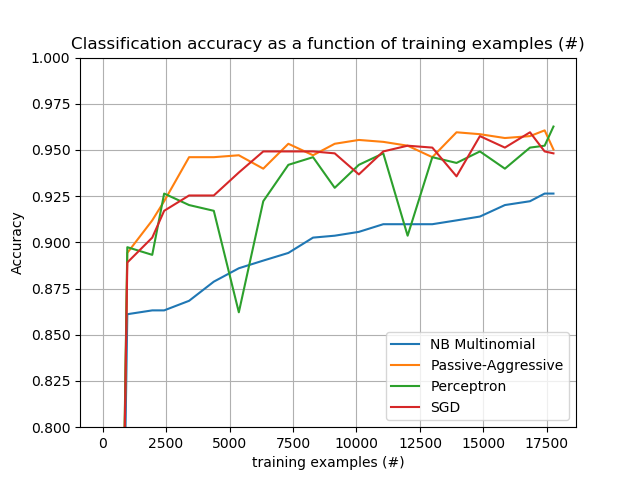 Classification accuracy as a function of training examples (#)
1.000
0.975
0.950
0.925
0.900
0.875
0.850
0.825
0.800
Accuracy
NB Multinomial
Passive-Aggressive
Perceptron
SGD
0 2500 5000 7500 10000 12500 15000 17500
training examples (#)